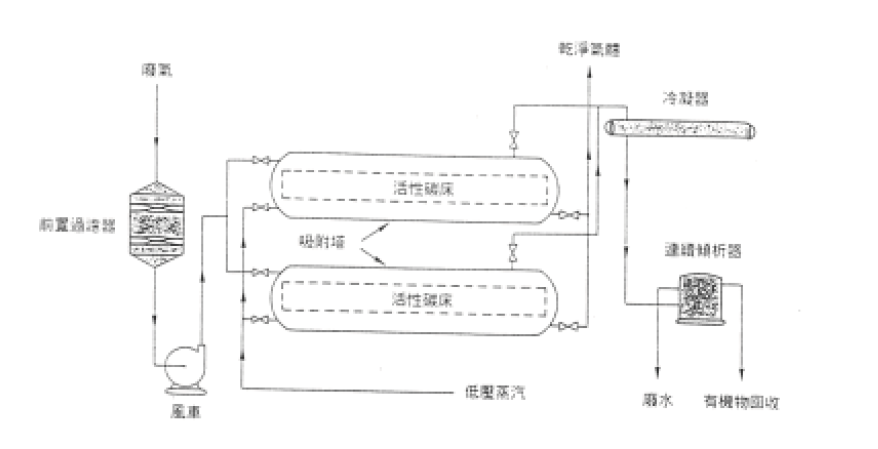 乾淨氣體
廢氣
冷凝器
活性碳床
前置過濾器
吸附塔
連續傾析器
活性碳床
低壓蒸汽
廢水
有機物回收
風車